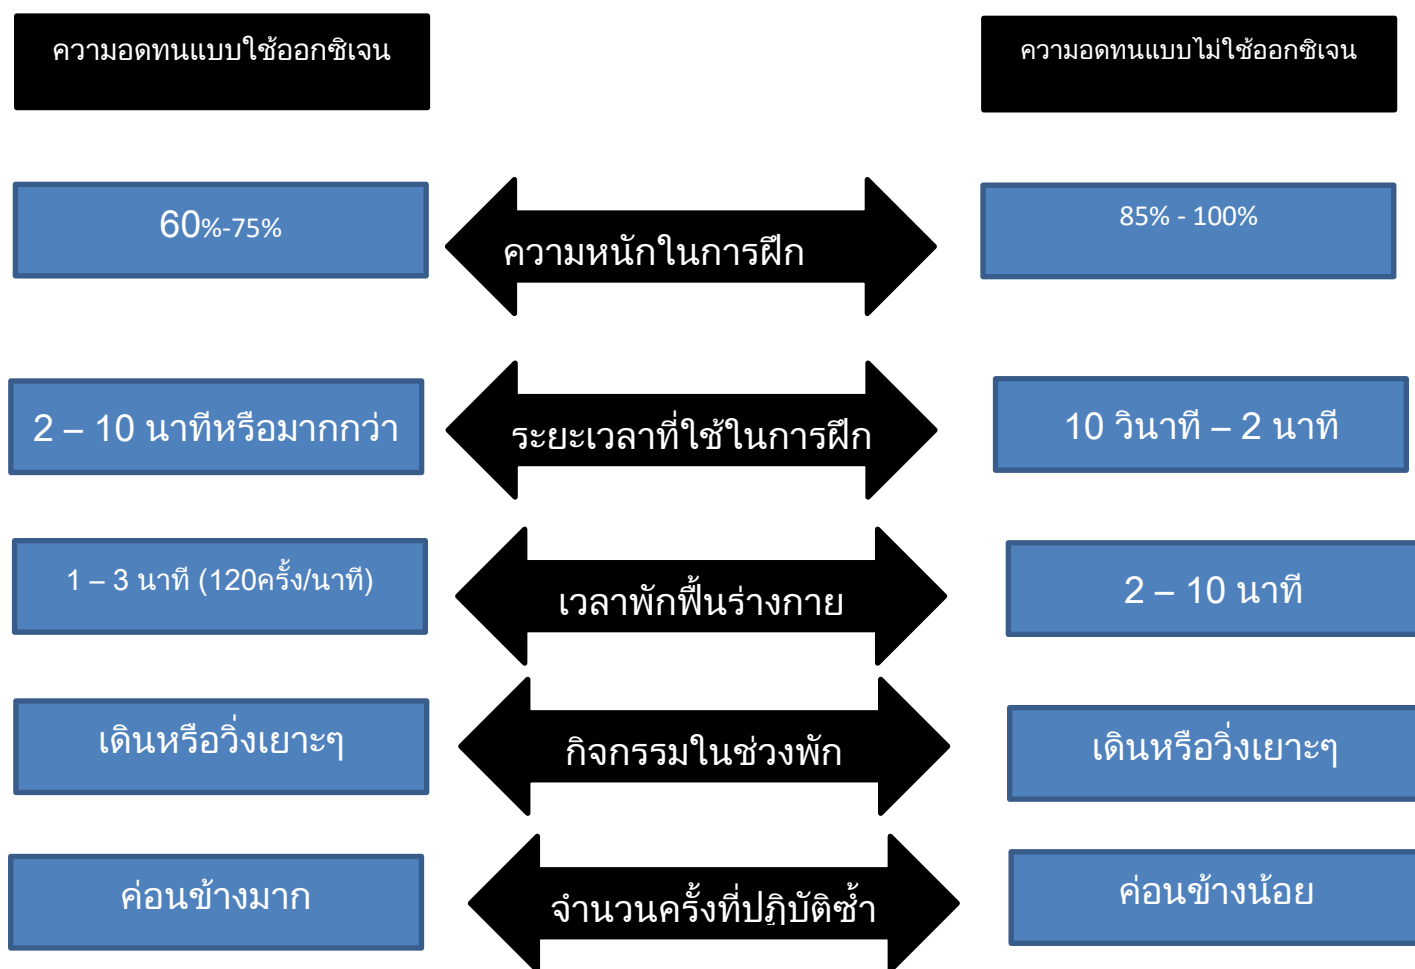 ความอดทนแบบใช้ออกซิเจน
ความอดทนแบบไม่ใช้ออกซิเจน
60%-75%
ความหนักในการฝึก
85% - 100%
2 – 10 นาทีหรือมากกว่า
ระยะเวลาที่ใช้ในการฝึก
10 วินาที – 2 นาที
1 – 3 นาที (120ครั้ง/นาที)
เวลาพักฟื้นร่างกาย
2 – 10 นาที
เดินหรือวิ่งเยาะๆ
กิจกรรมในช่วงพัก
เดินหรือวิ่งเยาะๆ
ค่อนข้างมาก
จำนวนครั้งที่ปฏิบัติซ้ำ
ค่อนข้างน้อย